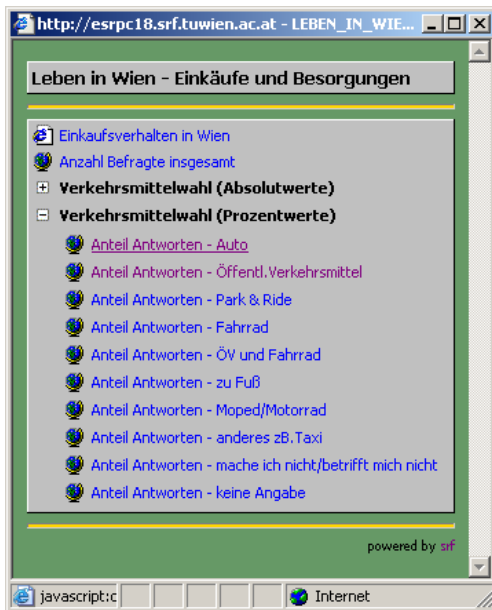 http://esrpc18.srf.tuwien.ac.at - LEBEN_IN_WIE...
Leben in Wien - Einkäufe und Besorgungen
Einkaufsverhalten in Wien
Anzahl Befragte insgesamt
Verkehrsmittelwahl (Absolutwerte)
Verkehrsmittelwahl (Prozentwerte)
Anteil Antworten - Auto
Anteil Antworten - Öffentl.Verkehrsmittel
Anteil Antworten - Park & Ride
Anteil Antworten - Fahrrad
Anteil Antworten - ÖV und Fahrrad
Anteil Antworten - zu Fuß
Anteil Antworten - Moped/Motorrad
Anteil Antworten - anderes zB.Taxi
Anteil Antworten - mache ich nicht/betrifft mich nicht
Anteil Antworten - keine Angabe
powered by srf
javascript:c Internet